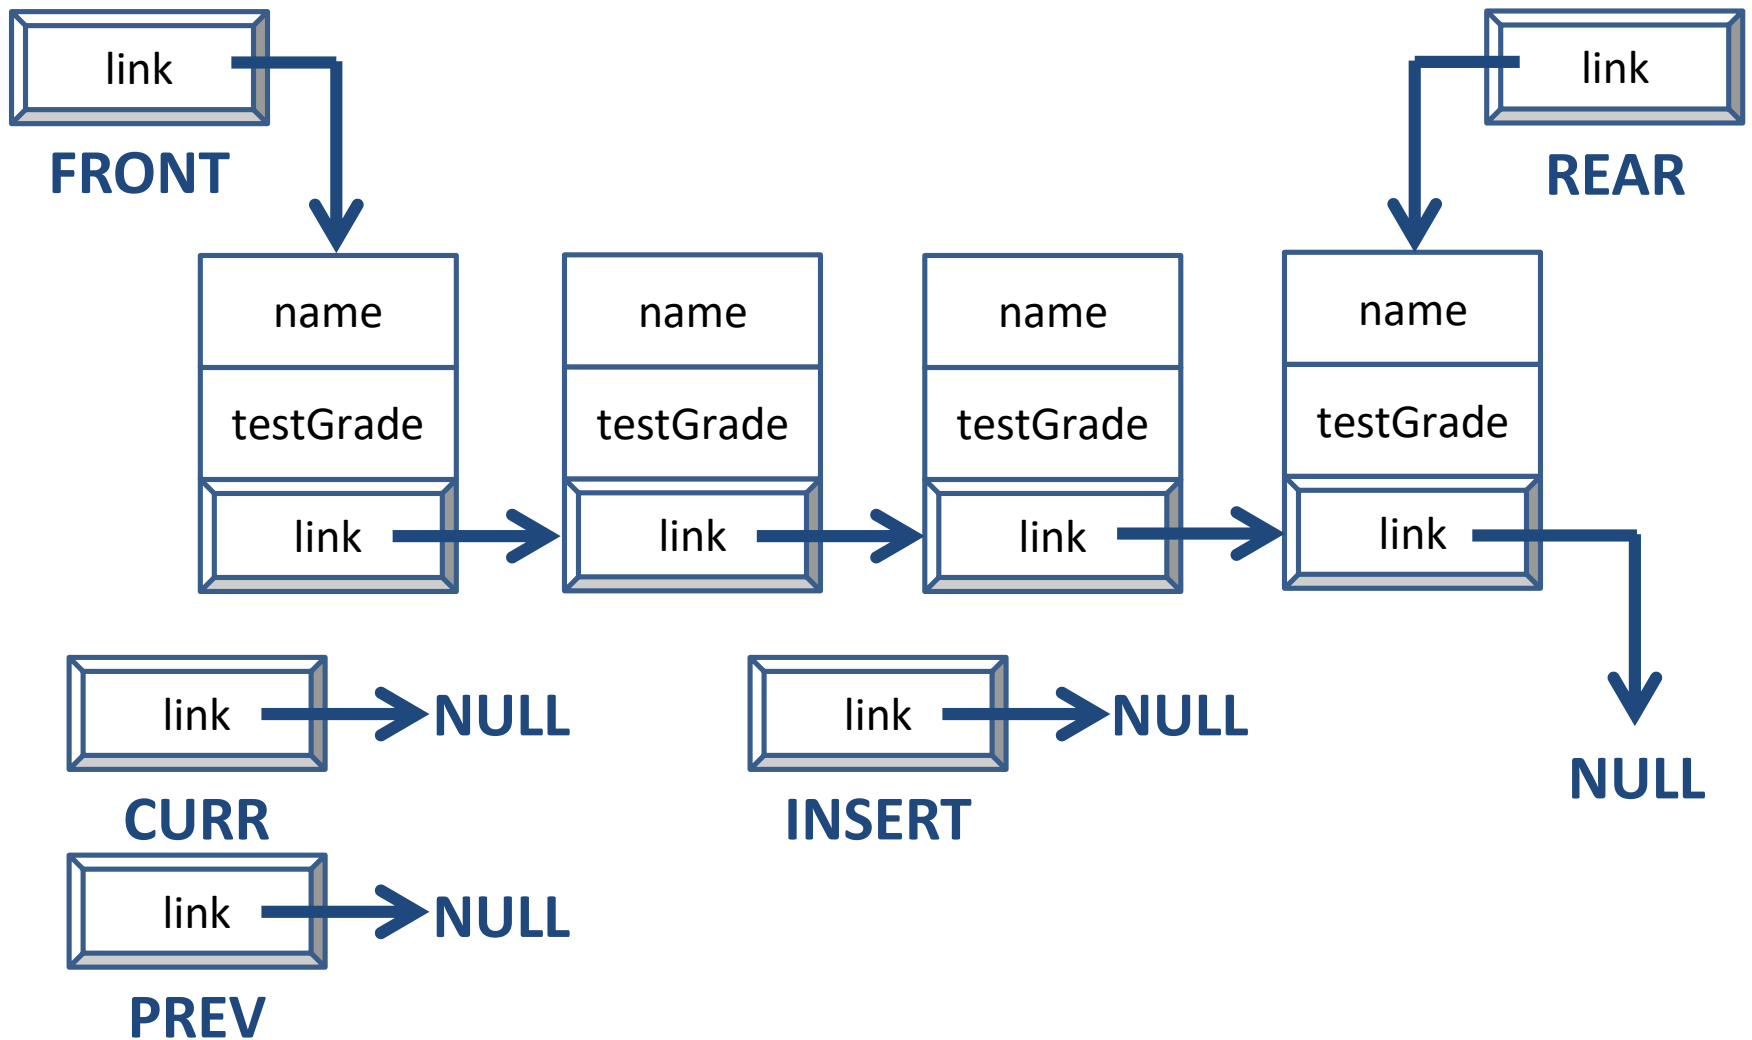 link link
FRONT REAR
name name name name
testGrade testGrade testGrade testGrade
link link link link
link NULL link NULL
NULL
CURR INSERT
link NULL
PREV